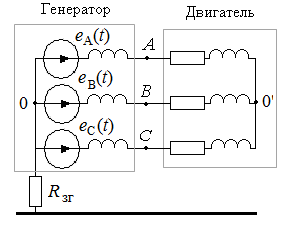 Генератор Двигатель
eA(t) A
eB(t) B
0 0'
eC(t) C
Rзг